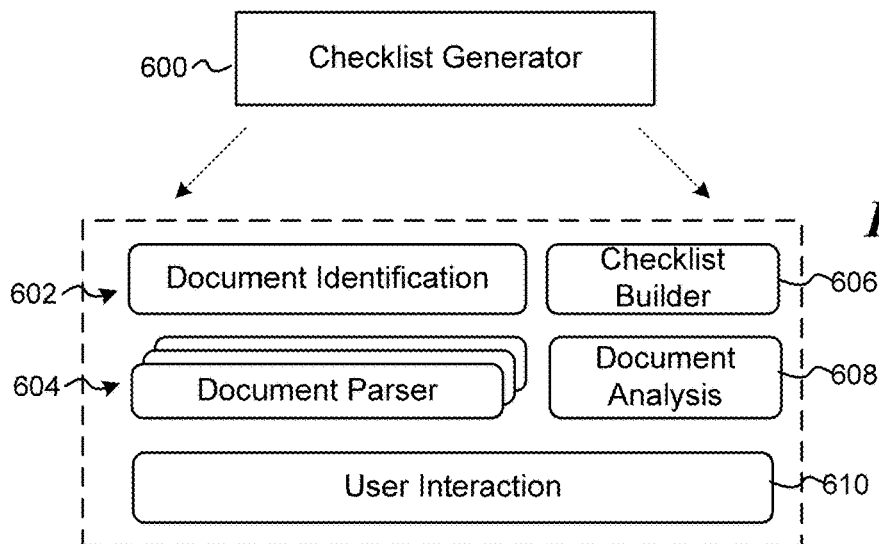 600
Checklist Generator
602
Document Identification
Checklist
Builder
606
604
Document Parser
Document
Analysis
608
User Interaction
610